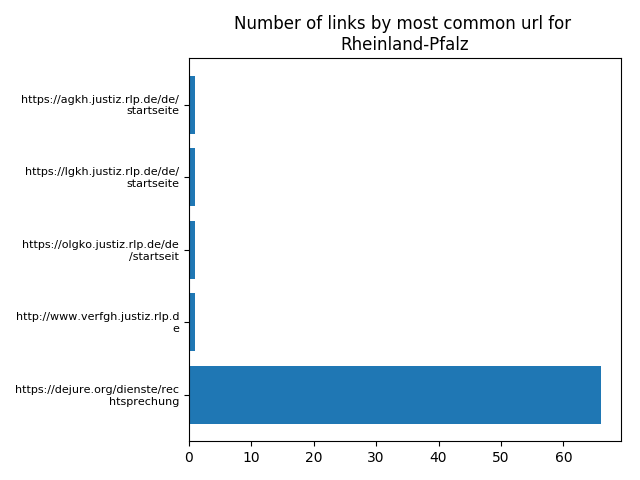 Number of links by most common url for
Rheinland-Pfalz
https://agkh.justiz.rlp.de/de/
startseite
https://lgkh.justiz.rlp.de/de/
startseite
https://olgko.justiz.rlp.de/de
/startseit
http://www.verfgh.justiz.rlp.d
e
https://dejure.org/dienste/rec
htsprechung
0 10 20 30 40 50 60